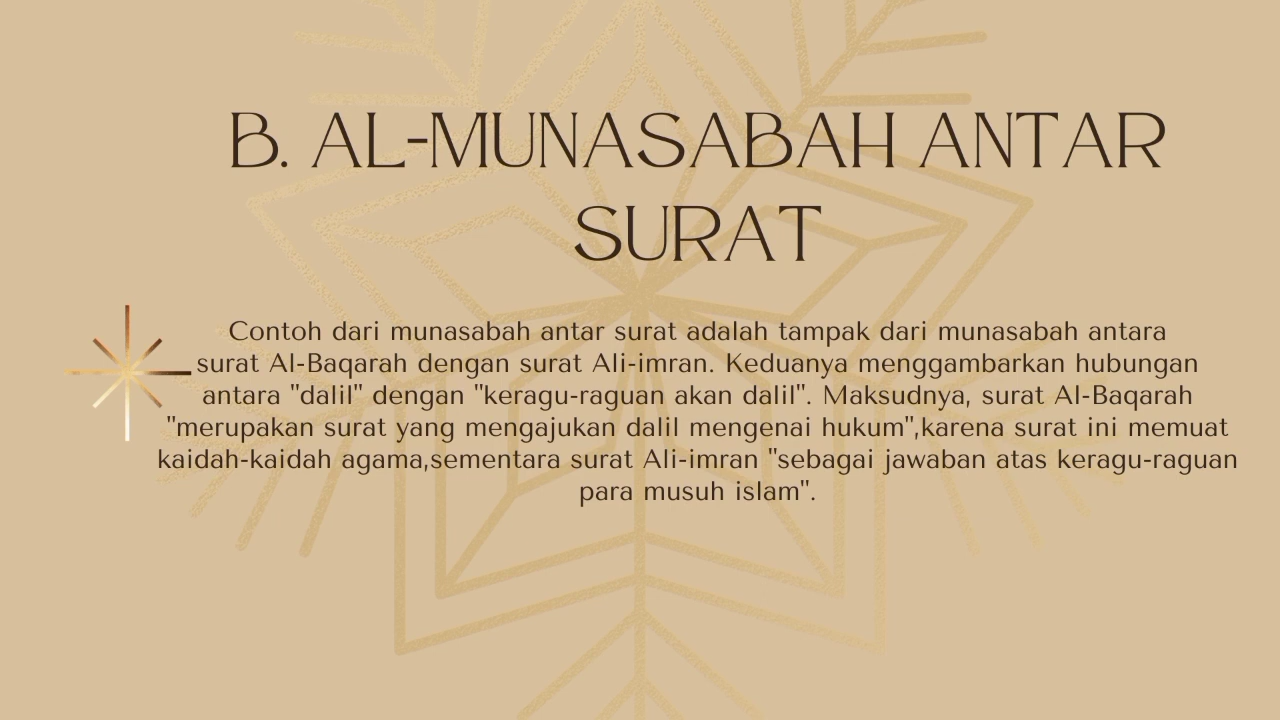 B. AL-MUNASABAH ANTAR
SURAT
Contoh dari munasabah antar surat adalah tampak dari munasabah antara
surat Al-Baqarah dengan surat Ali-imran. Keduanya menggambarkan hubungan
antara "dalil" dengan "keragu-raguan akan dalil". Maksudnya, surat Al-Baqarah
"merupakan surat yang mengajukan dalil mengenai hukum",karena surat ini memuat
kaidah-kaidah agama,sementara surat Ali-imran "sebagai jawaban atas keragu-raguan
para musuh islam".